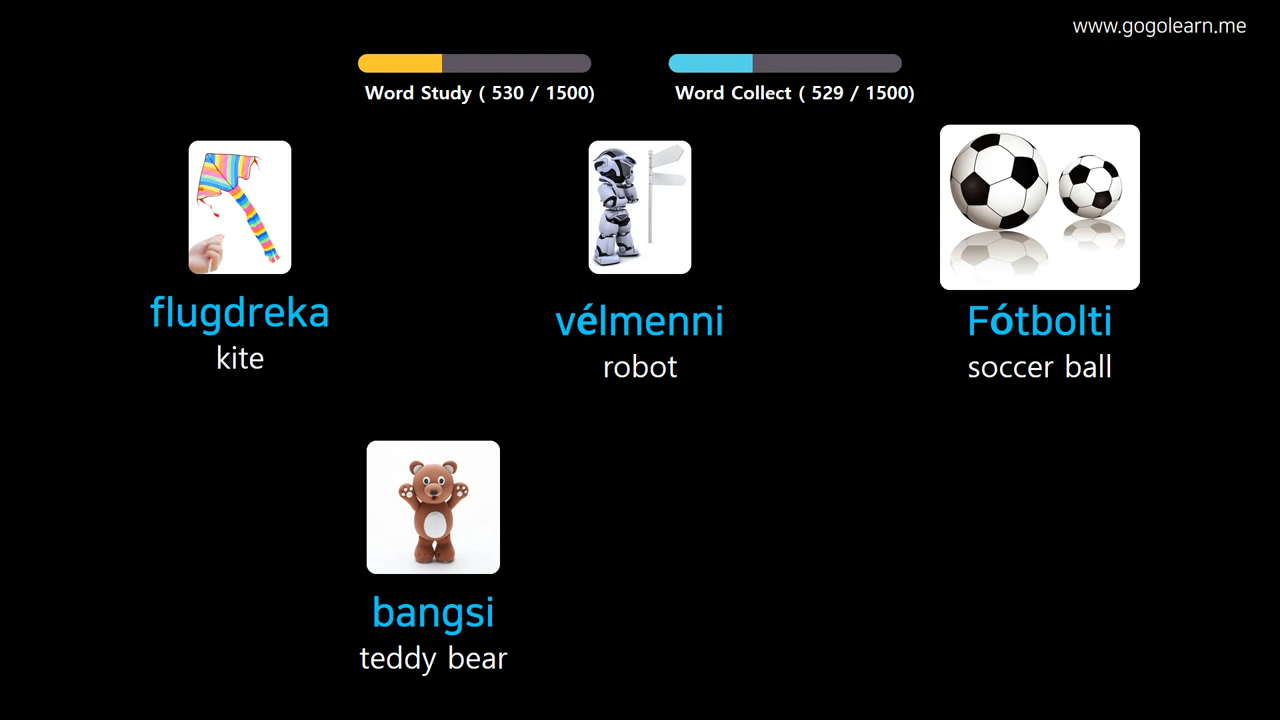 www.gogolearn.me
Word Study ( 530 / 1500)
Word Collect ( 529 / 1500)
flugdreka
kite
vélmenni
robot
Fótbolti
soccer ball
bangsi
teddy bear